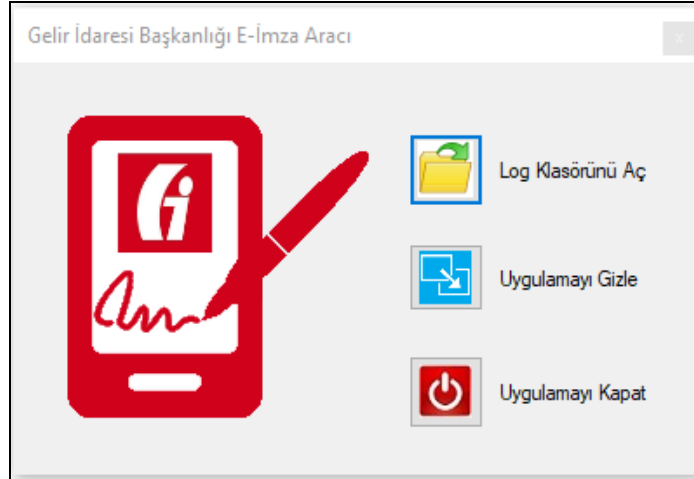 Gelir İdaresi Başkanlığı E-İmza Aracı
Log Klasörünü Aç
Uygulamayı Gizle
Uygulamayı Kapat